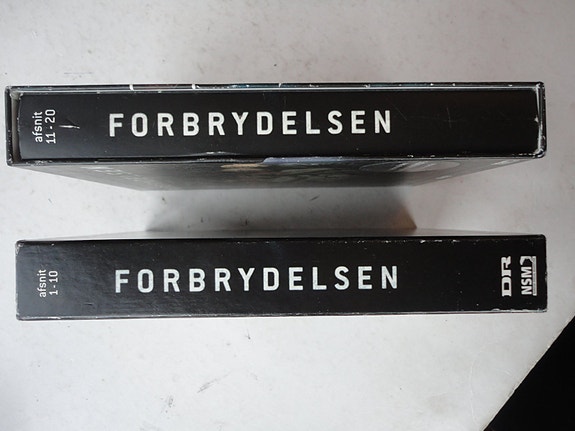 afsnit
11 - 20
FORBRYDELSEN
afsnit
1 - 10
FORBRYDELSEN
DR
NSM